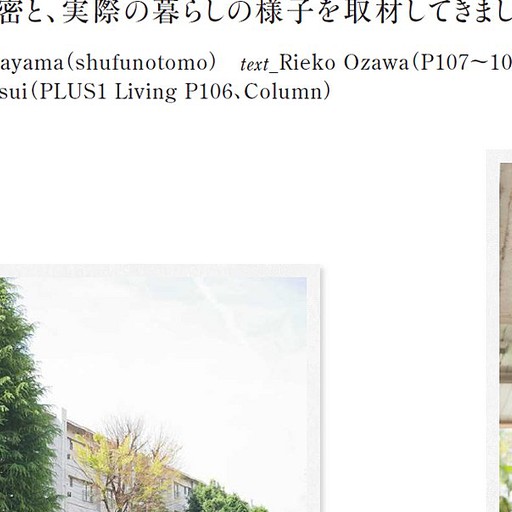 密と、実際の暮らしの様子を取材してきまし
ayama（shufunotomo） text_Rieko Ozawa（P107〜10
sui（PLUS1 Living P106、Column）